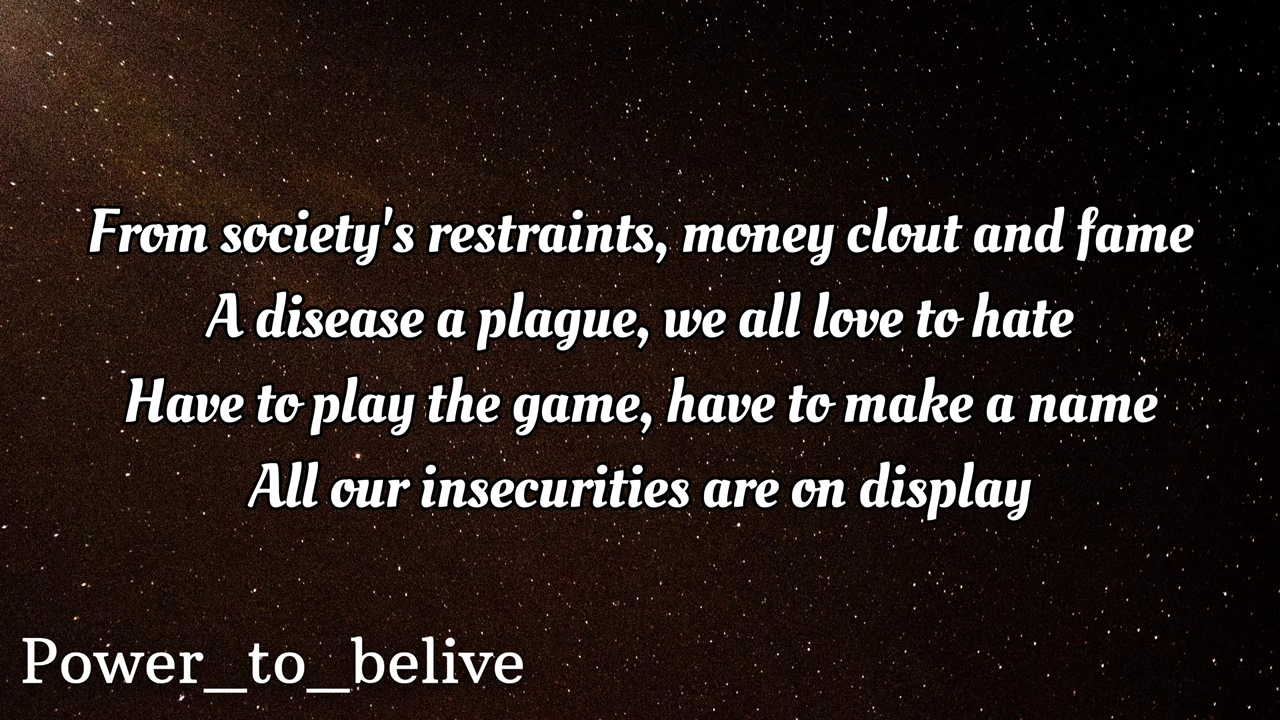 From society's restraints, money clout and fame
A disease a plague, we all love to hate
Have to play the game, have to make a name
All our insecurities are on display
Power_to_belive